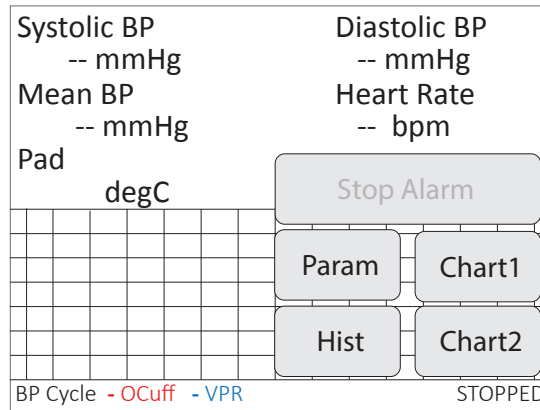 Systolic BP Diastolic BP
-- mmHg -- mmHg
Mean BP Heart Rate
-- mmHg -- bpm
Pad
degC
Stop Alarm
Param Chart1
Hist Chart2
BP Cycle - OCuff - VPR STOPPED